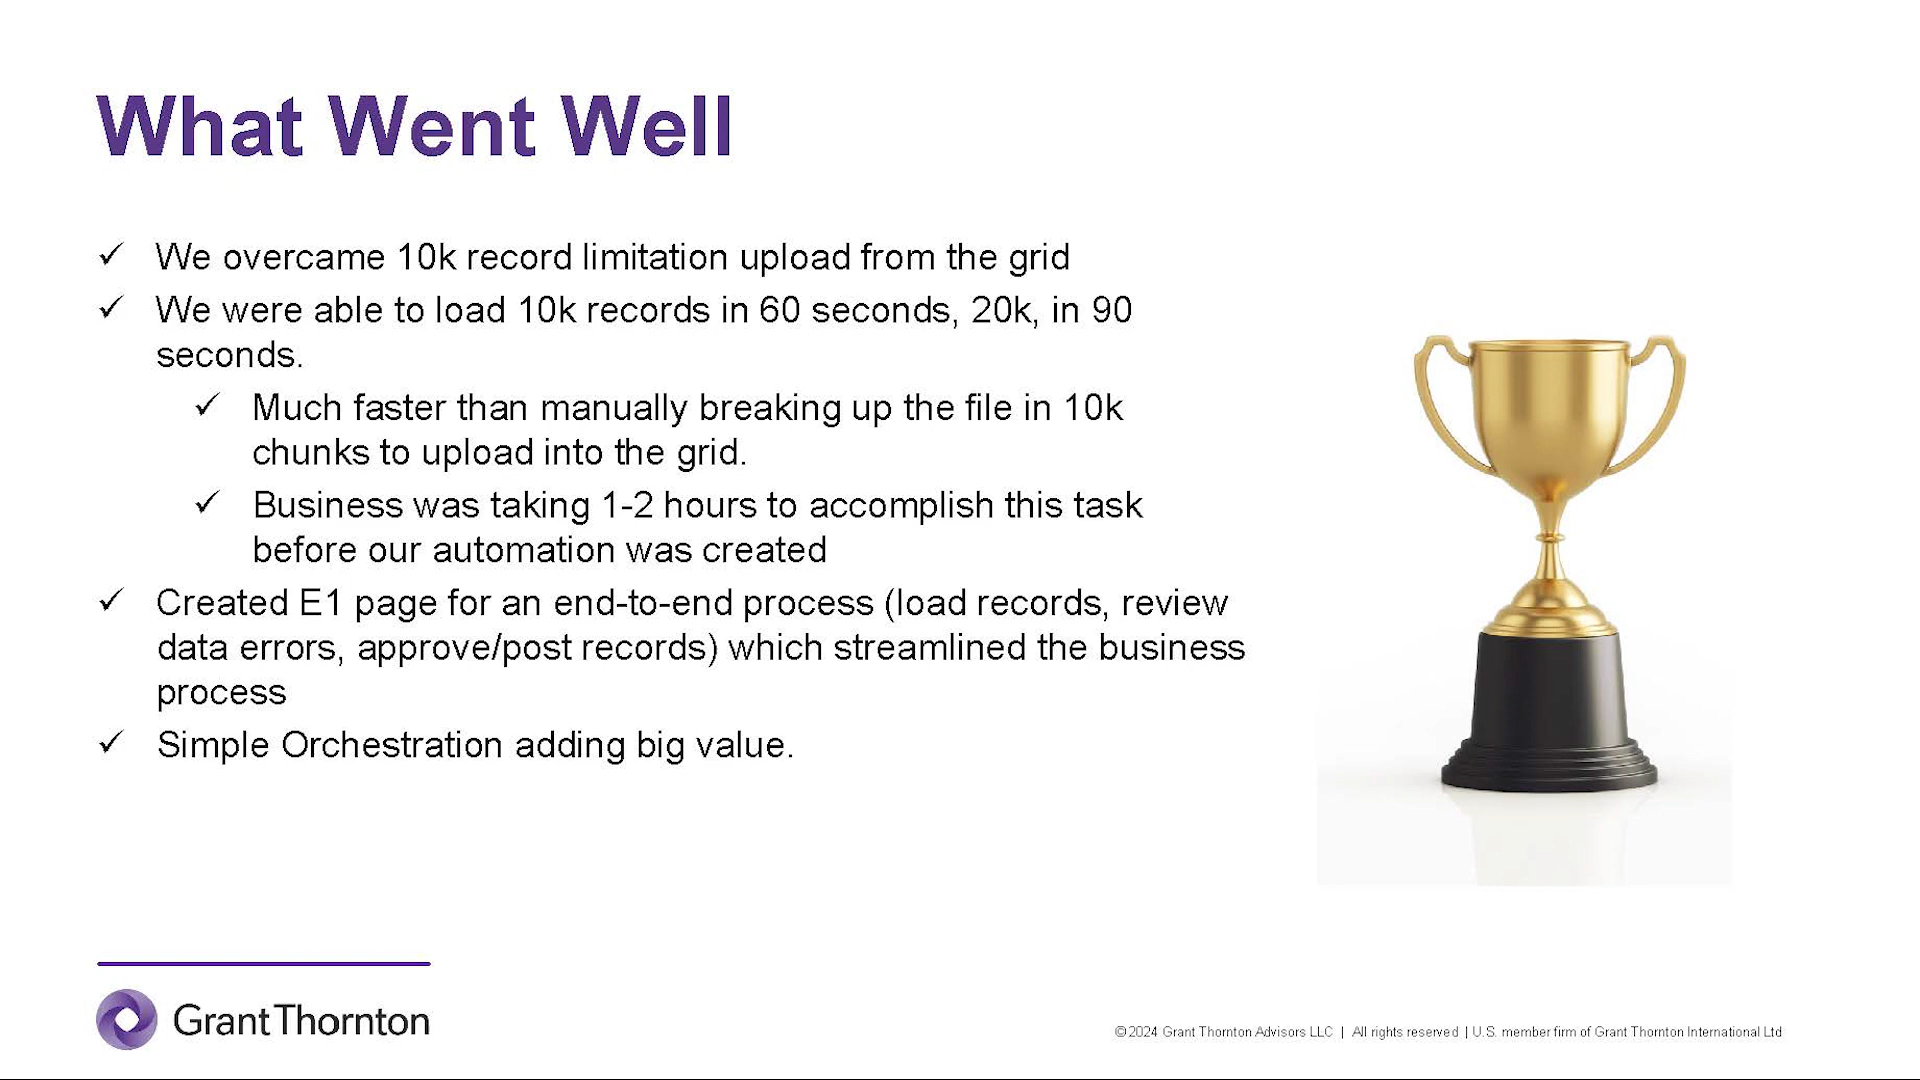 What Went Well
✓ We overcame 10k record limitation upload from the grid
✓ We were able to load 10k records in 60 seconds, 20k, in 90
seconds.
✓ Much faster than manually breaking up the file in 10k
chunks to upload into the grid.
✓ Business was taking 1-2 hours to accomplish this task
before our automation was created
✓ Created E1 page for an end-to-end process (load records, review
data errors, approve/post records) which streamlined the business
process
✓ Simple Orchestration adding big value.
Grant Thornton
© 2024 Grant Thornton Advisors LLC | All rights reserved | U.S. member firm of Grant Thornton International Ltd